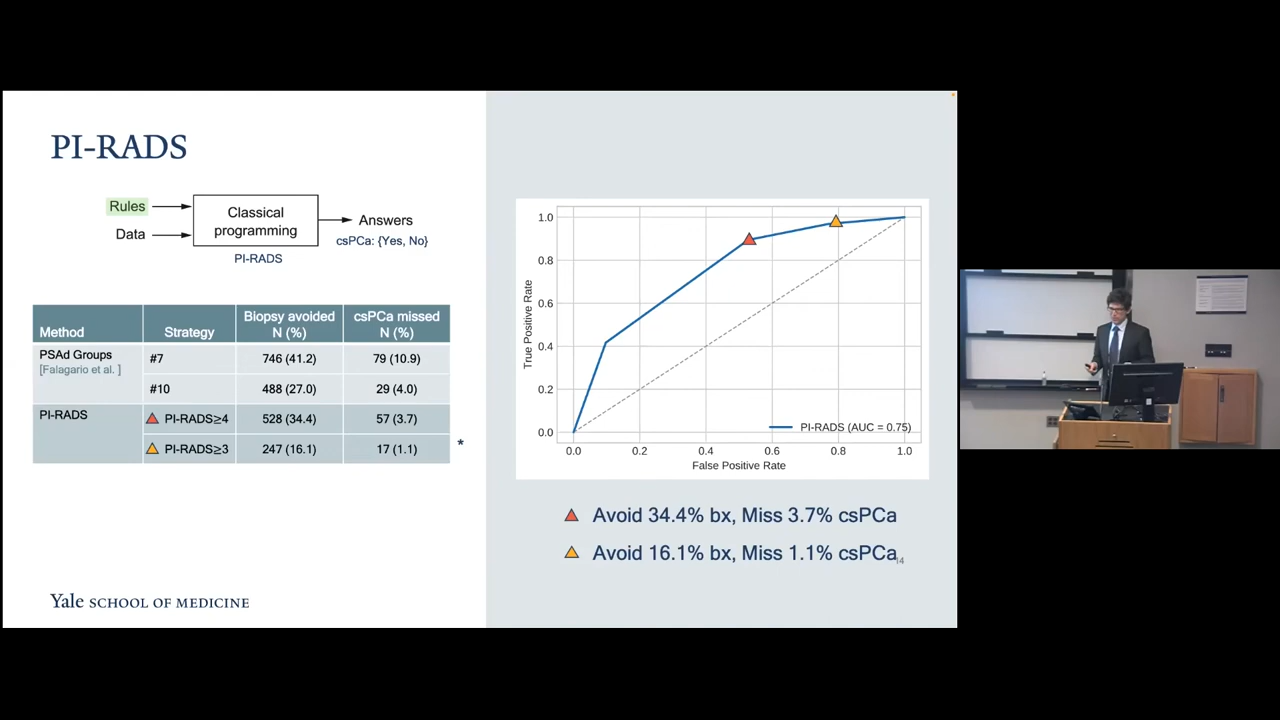 PI-RADS
Rules
Data
Classical
programming
Answers
csPCa: {Yes, No}
PI-RADS
Method
Strategy
Biopsy avoided
N (%)
csPCa missed
N (%)
PSAd Groups
[Falagario et al. ]
#7
746 (41.2)
79 (10.9)
#10
488 (27.0)
29 (4.0)
PI-RADS
PI-RADS≥4
528 (34.4)
57 (3.7)
PI-RADS≥3
247 (16.1)
17 (1.1)
*
Yale SCHOOL OF MEDICINE
True Positive Rate
1.0
0.8
0.6
0.4
0.2
0.0
0.0
0.2
0.4
0.6
0.8
1.0
False Positive Rate
PI-RADS (AUC = 0.75)
Avoid 34.4% bx, Miss 3.7% csPCa
Avoid 16.1% bx, Miss 1.1% csPCa
14